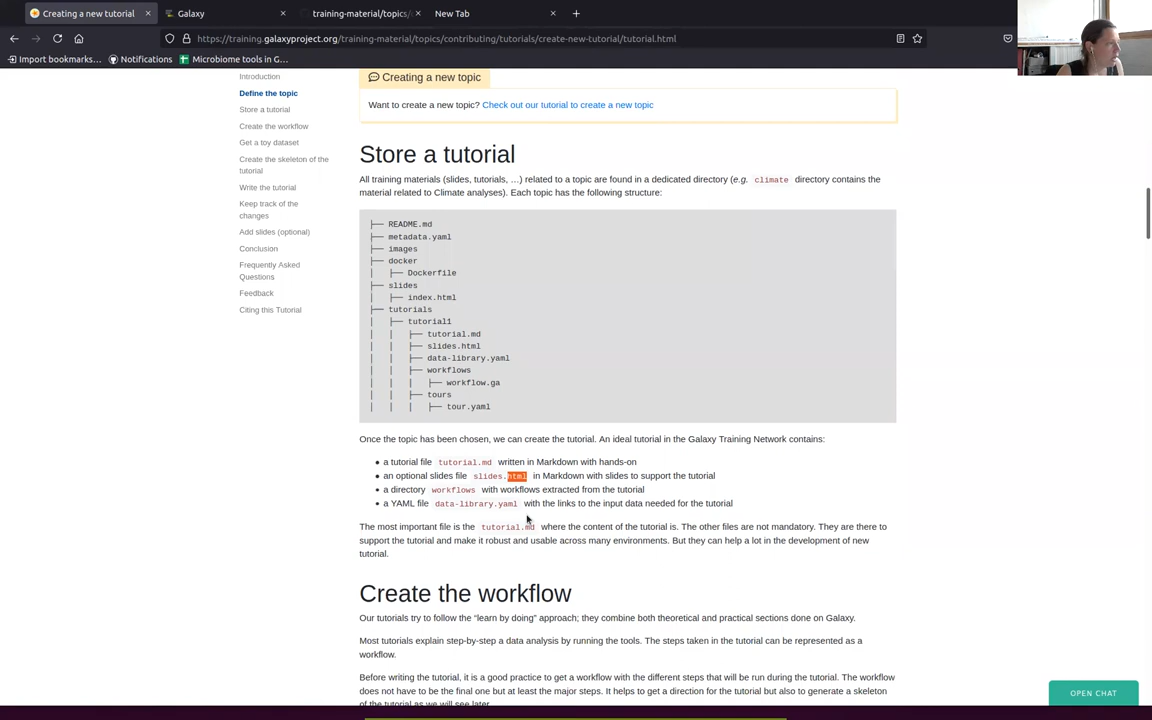 Creating a new tutorial
Galaxy
training-material/topics/
New Tab
https://training.galaxyproject.org/training-material/topics/contributing/tutorials/create-new-tutorial/tutorial.html
Import bookmarks...
Notifications
Microbiome tools in G...
Introduction
Define the topic
Store a tutorial
Create the workflow
Get a toy dataset
Create the skeleton of the
tutorial
Write the tutorial
Keep track of the
changes
Add slides (optional)
Conclusion
Frequently Asked
Questions
Feedback
Citing this Tutorial
Creating a new topic
Want to create a new topic? Check out our tutorial to create a new topic
Store a tutorial
All training materials (slides, tutorials, …) related to a topic are found in a dedicated directory (e.g. climate directory contains the
material related to Climate analyses). Each topic has the following structure:
├── README.md
├── metadata.yaml
├── images
├── docker
│   ├── Dockerfile
├── slides
│   ├── index.html
├── tutorials
│   ├── tutorial1
│   │   ├── tutorial.md
│   │   ├── slides.html
│   │   ├── data-library.yaml
│   │   ├── workflows
│   │   │   ├── workflow.ga
│   │   ├── tours
│   │   │   ├── tour.yaml
Once the topic has been chosen, we can create the tutorial. An ideal tutorial in the Galaxy Training Network contains:
• a tutorial file tutorial.md written in Markdown with hands-on
• an optional slides file slides.html in Markdown with slides to support the tutorial
• a directory workflows with workflows extracted from the tutorial
• a YAML file data-library.yaml with the links to the input data needed for the tutorial
The most important file is the tutorial.md where the content of the tutorial is. The other files are not mandatory. They are there to
support the tutorial and make it robust and usable across many environments. But they can help a lot in the development of new
tutorial.
Create the workflow
Our tutorials try to follow the “learn by doing” approach; they combine both theoretical and practical sections done on Galaxy.
Most tutorials explain step-by-step a data analysis by running the tools. The steps taken in the tutorial can be represented as a
workflow.
Before writing the tutorial, it is a good practice to get a workflow with the different steps that will be run during the tutorial. The workflow
does not have to be the final one but at least the major steps. It helps to get a direction for the tutorial but also to generate a skeleton
of the tutorial as we will see later.
OPEN CHAT